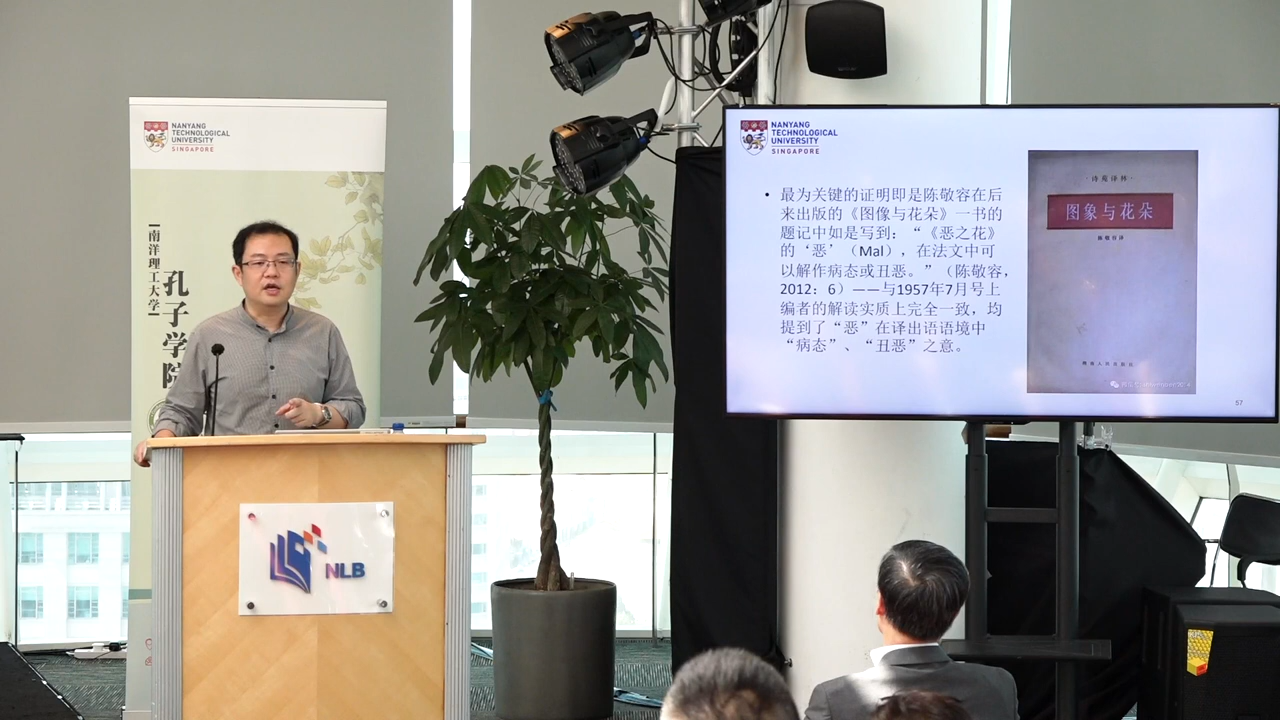 NANYANG
TECHNOLOGICAL
UNIVERSITY
SINGAPORE
南洋理工大学
孔子学院
NLB
NANYANG
TECHNOLOGICAL
UNIVERSITY
SINGAPORE
• 最为关键的证明即是陈敬容在后
来出版的《图像与花朵》一书的
题记中如是写到：“《恶之花》
的‘恶’（Mal），在法文中可
以解作病态或丑恶。”（陈敬容，
2012：6）——与1957年7月号上
编者的解读实质上完全一致，均
提到了“恶”在译出语语境中
“病态”、“丑恶”之意。
·诗苑译林·
图象与花朵
陈敬容译
湖南人民出版社
57